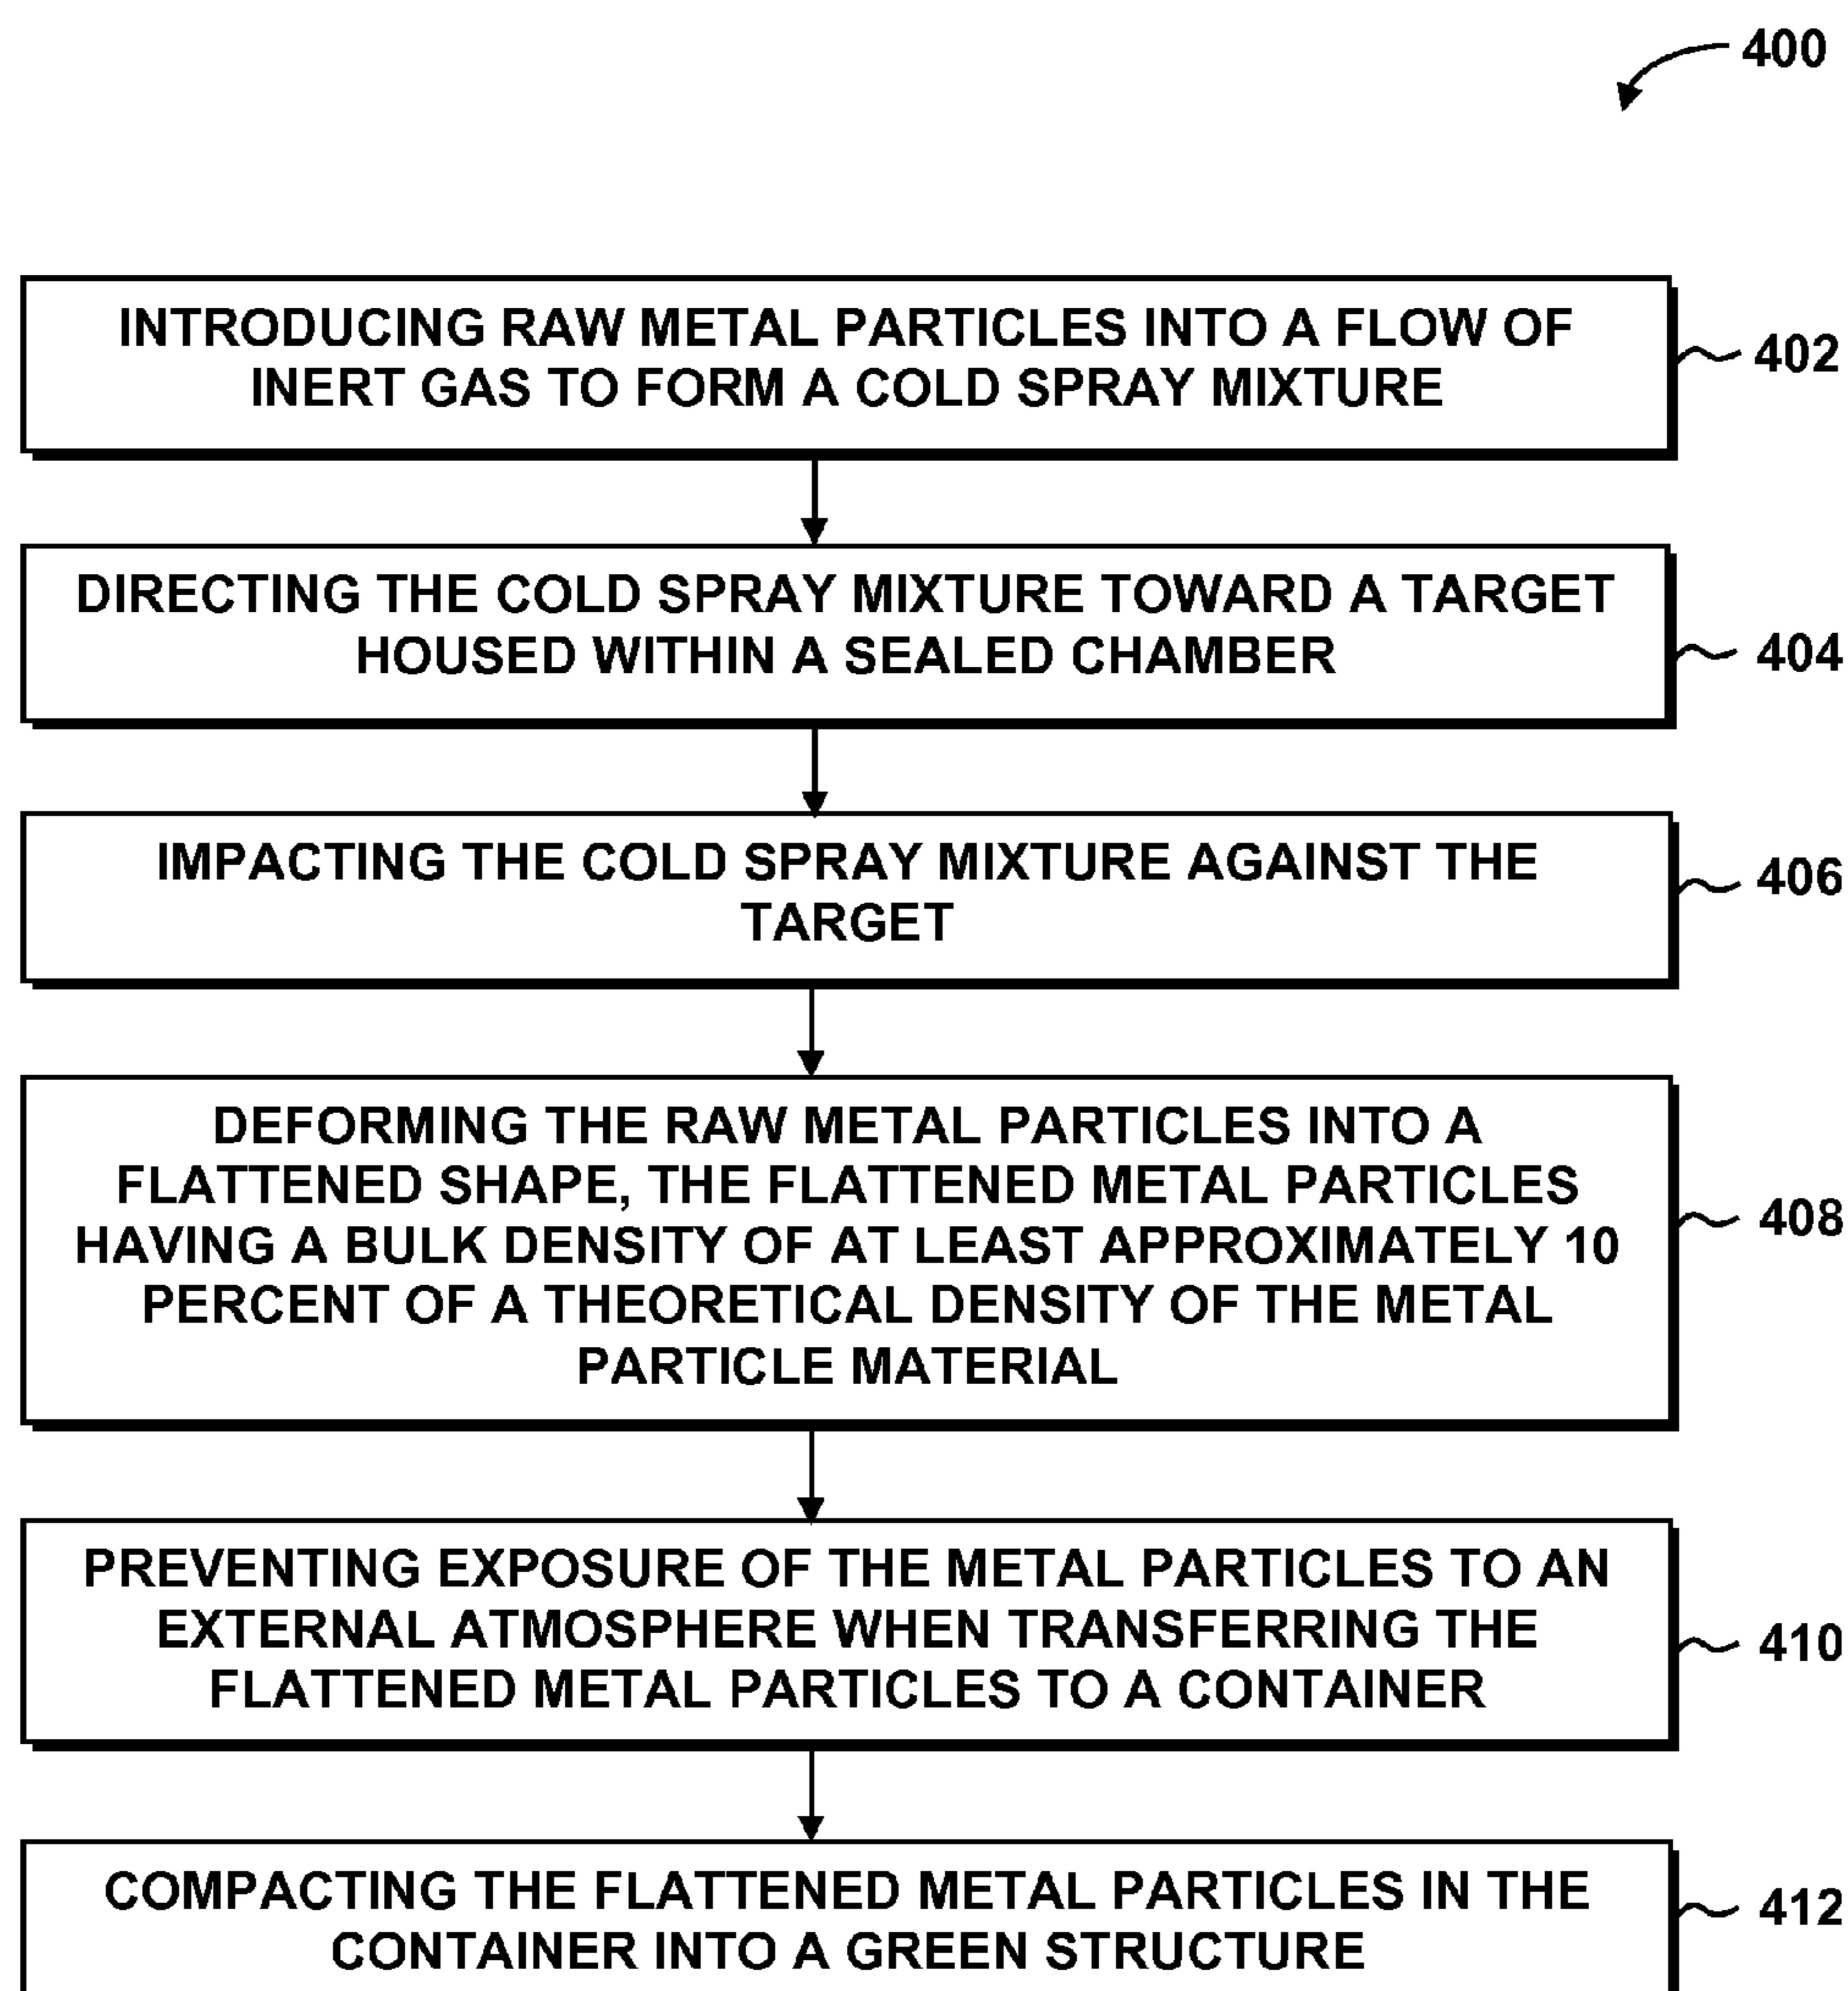 400
INTRODUCING RAW METAL PARTICLES INTO A FLOW OF
INERT GAS TO FORM A COLD SPRAY MIXTURE
402
DIRECTING THE COLD SPRAY MIXTURE TOWARD A TARGET
HOUSED WITHIN A SEALED CHAMBER
404
IMPACTING THE COLD SPRAY MIXTURE AGAINST THE
TARGET
406
DEFORMING THE RAW METAL PARTICLES INTO A
FLATTENED SHAPE, THE FLATTENED METAL PARTICLES
HAVING A BULK DENSITY OF AT LEAST APPROXIMATELY 10
PERCENT OF A THEORETICAL DENSITY OF THE METAL
PARTICLE MATERIAL
408
PREVENTING EXPOSURE OF THE METAL PARTICLES TO AN
EXTERNAL ATMOSPHERE WHEN TRANSFERRING THE
FLATTENED METAL PARTICLES TO A CONTAINER
410
COMPACTING THE FLATTENED METAL PARTICLES IN THE
CONTAINER INTO A GREEN STRUCTURE
412